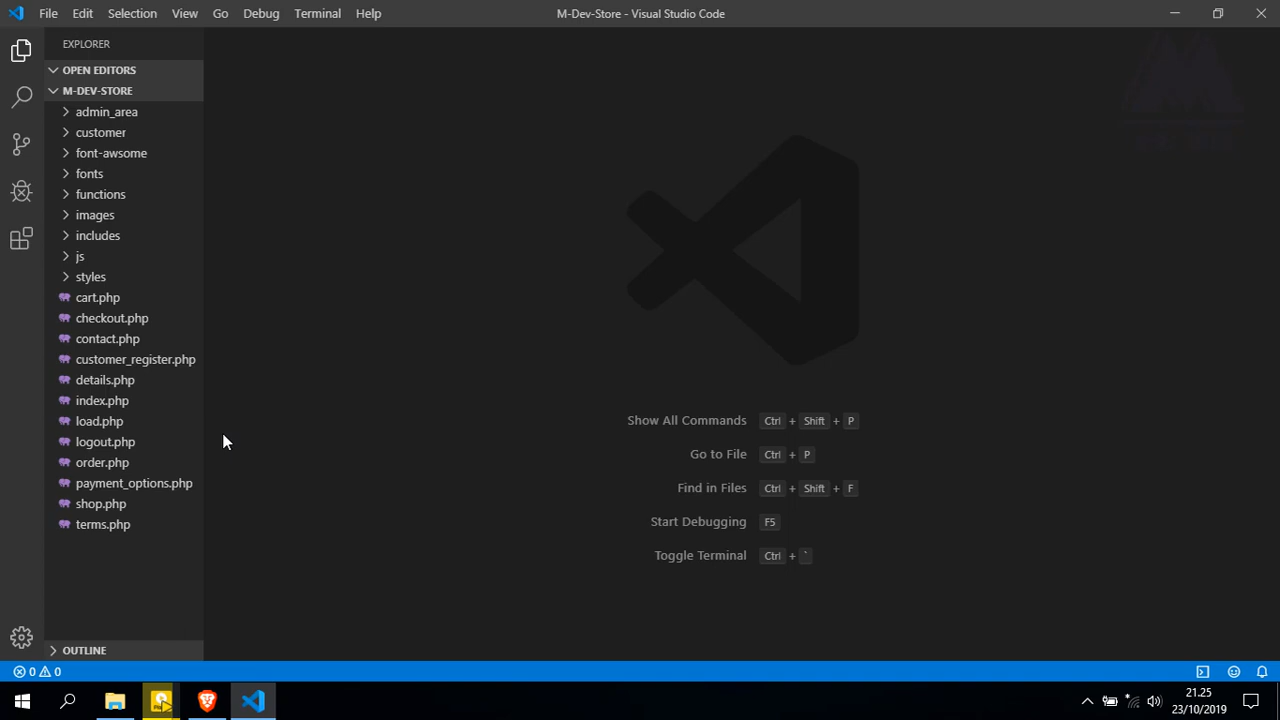 File Edit Selection View Go Debug Terminal Help M-Dev-Store - Visual Studio Code
EXPLORER
OPEN EDITORS
M-DEV-STORE
admin_area
customer
font-awsome
fonts
functions
images
includes
js
styles
cart.php
checkout.php
contact.php
customer_register.php
details.php
index.php
load.php
logout.php
order.php
payment_options.php
shop.php
terms.php
Show All Commands Ctrl + Shift + P
Go to File Ctrl + P
Find in Files Ctrl + Shift + F
Start Debugging F5
Toggle Terminal Ctrl + `
OUTLINE
0 0
21.25
23/10/2019